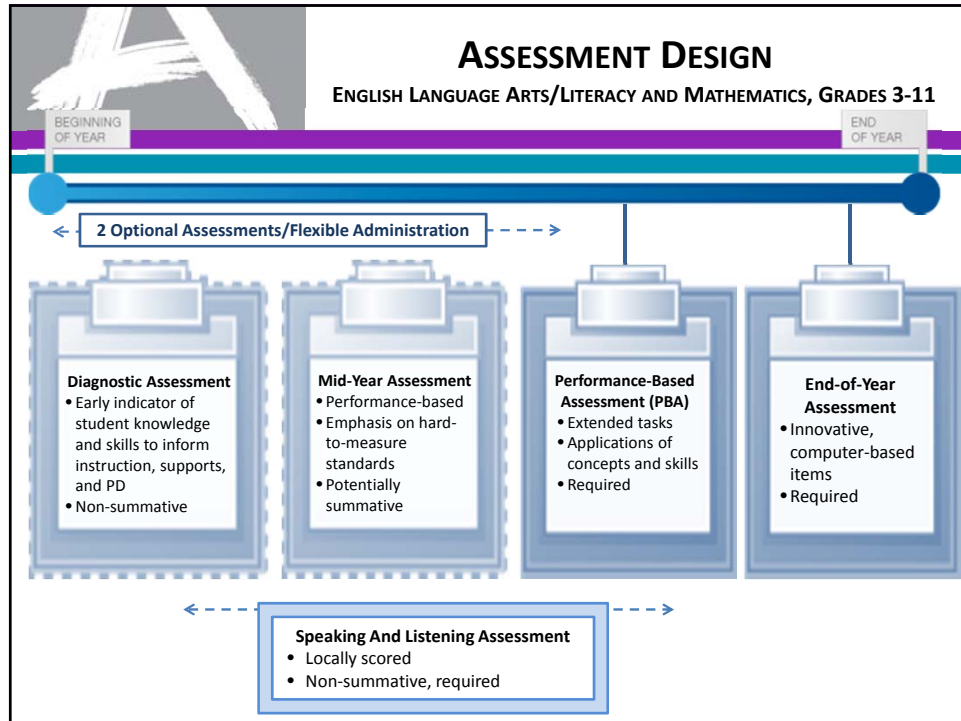 ASSESSMENT DESIGN
ENGLISH LANGUAGE ARTS/LITERACY AND MATHEMATICS, GRADES 3-11
BEGINNING
OF YEAR
END
OF YEAR
2 Optional Assessments/Flexible Administration
Diagnostic Assessment
• Early indicator of
student knowledge
and skills to inform
instruction, supports,
and PD
• Non-summative
Mid-Year Assessment
• Performance-based
• Emphasis on hard-
to-measure
standards
• Potentially
summative
Performance-Based
Assessment (PBA)
• Extended tasks
• Applications of
concepts and skills
• Required
End-of-Year
Assessment
• Innovative,
computer-based
items
• Required
Speaking And Listening Assessment
• Locally scored
• Non-summative, required